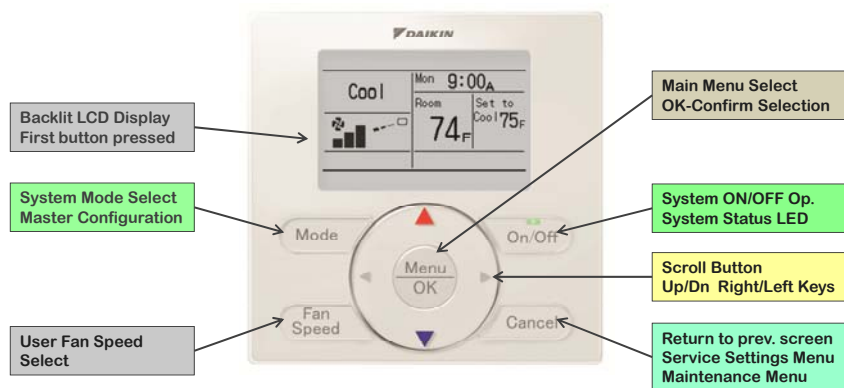 DAIKIN
Cool
Mon 9:00A
Room
74F
Set to
Cool 75F
Backlit LCD Display
First button pressed
System Mode Select
Master Configuration
User Fan Speed
Select
Mode
On/Off
Menu
OK
Fan
Speed
Cancel
Main Menu Select
OK-Confirm Selection
System ON/OFF Op.
System Status LED
Scroll Button
Up/Dn Right/Left Keys
Return to prev. screen
Service Settings Menu
Maintenance Menu